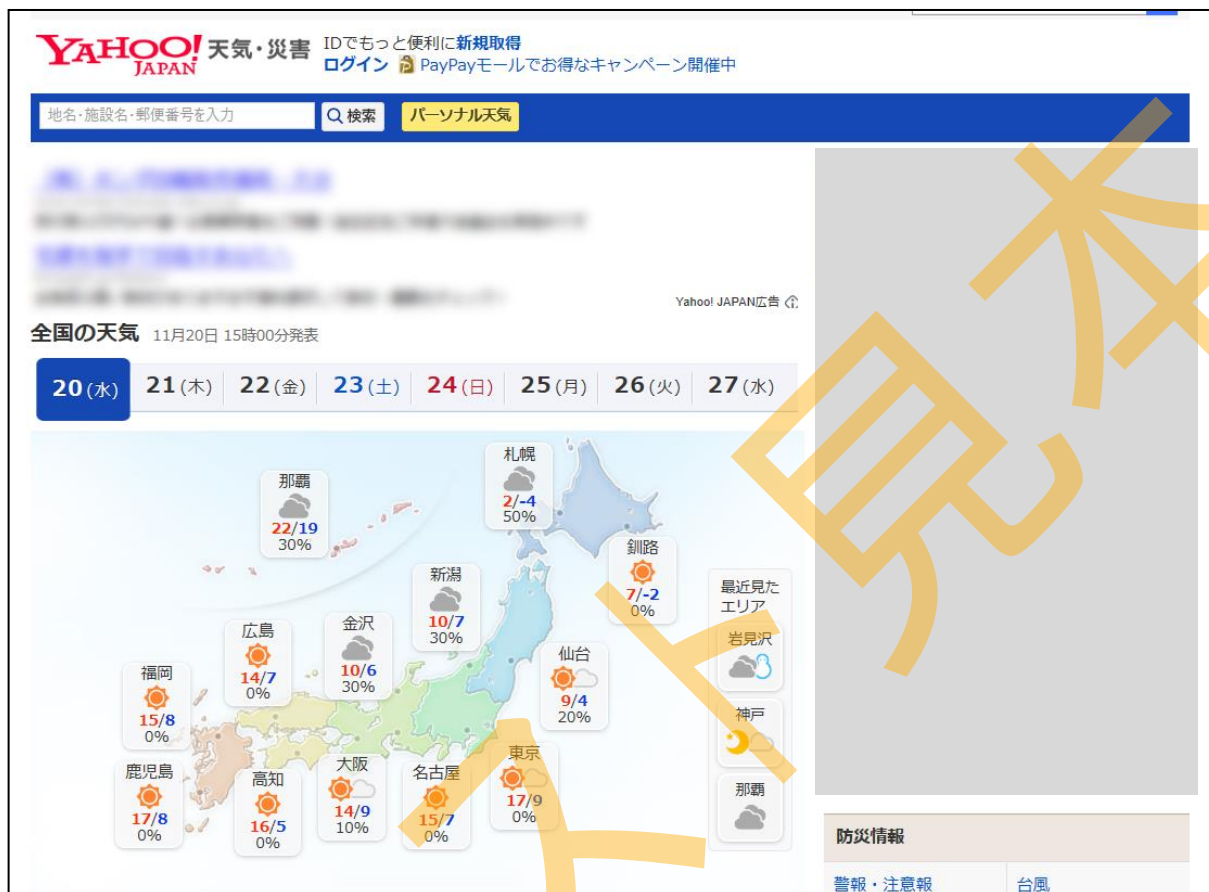 YAHOO! JAPAN 天気・災害
IDでもっと便利に新規取得
ログイン PayPayモールでお得なキャンペーン開催中
地名・施設名・郵便番号を入力 検索 パーソナル天気
Yahoo! JAPAN広告
全国の天気 11月20日 15時00分発表
20(水) 21(木) 22(金) 23(土) 24(日) 25(月) 26(火) 27(水)
札幌
2/-4
50%
那覇
22/19
30%
釧路
7/-2
0%
新潟
10/7
30%
金沢
10/6
30%
広島
14/7
0%
仙台
9/4
20%
福岡
15/8
0%
東京
17/9
0%
名古屋
15/7
0%
大阪
14/9
10%
高知
16/5
0%
鹿児島
17/8
0%
最近見た
エリア
岩見沢
神戸
那覇
防災情報
警報・注意報 台風
見本